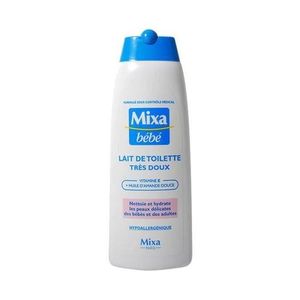 FORMULÉ SOUS CONTRÔLE MÉDICAL
Mixa
bébé
LAIT DE TOILETTE
TRÈS DOUX
VITAMINE E
+ HUILE D'AMANDE DOUCE
Nettoie et hydrate
les peaux délicates
des bébés et des adultes
HYPOALLERGÉNIQUE
Mixa